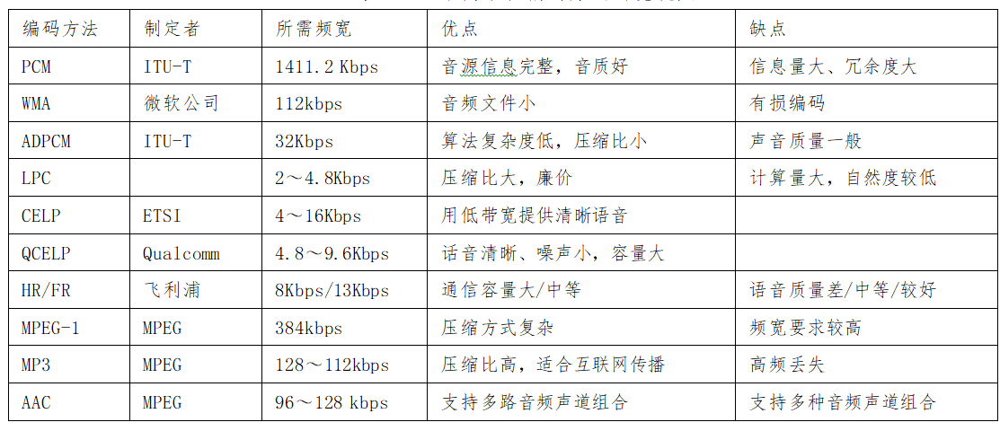 编码方法 制定者 所需频宽 优点 缺点
PCM ITU-T 1411.2 Kbps 音源信息完整，音质好 信息量大、冗余度大
WMA 微软公司 112kbps 音频文件小 有损编码
ADPCM ITU-T 32Kbps 算法复杂度低，压缩比小 声音质量一般
LPC 2～4.8Kbps 压缩比大，廉价 计算量大，自然度较低
CELP ETSI 4～16Kbps 用低带宽提供清晰语音
QCELP Qualcomm 4.8～9.6Kbps 话音清晰、噪声小，容量大
HR/FR 飞利浦 8Kbps/13Kbps 通信容量大/中等 语音质量差/中等/较好
MPEG-1 MPEG 384kbps 压缩方式复杂 频宽要求较高
MP3 MPEG 128～112kbps 压缩比高，适合互联网传播 高频丢失
AAC MPEG 96～128 kbps 支持多路音频声道组合 支持多种音频声道组合